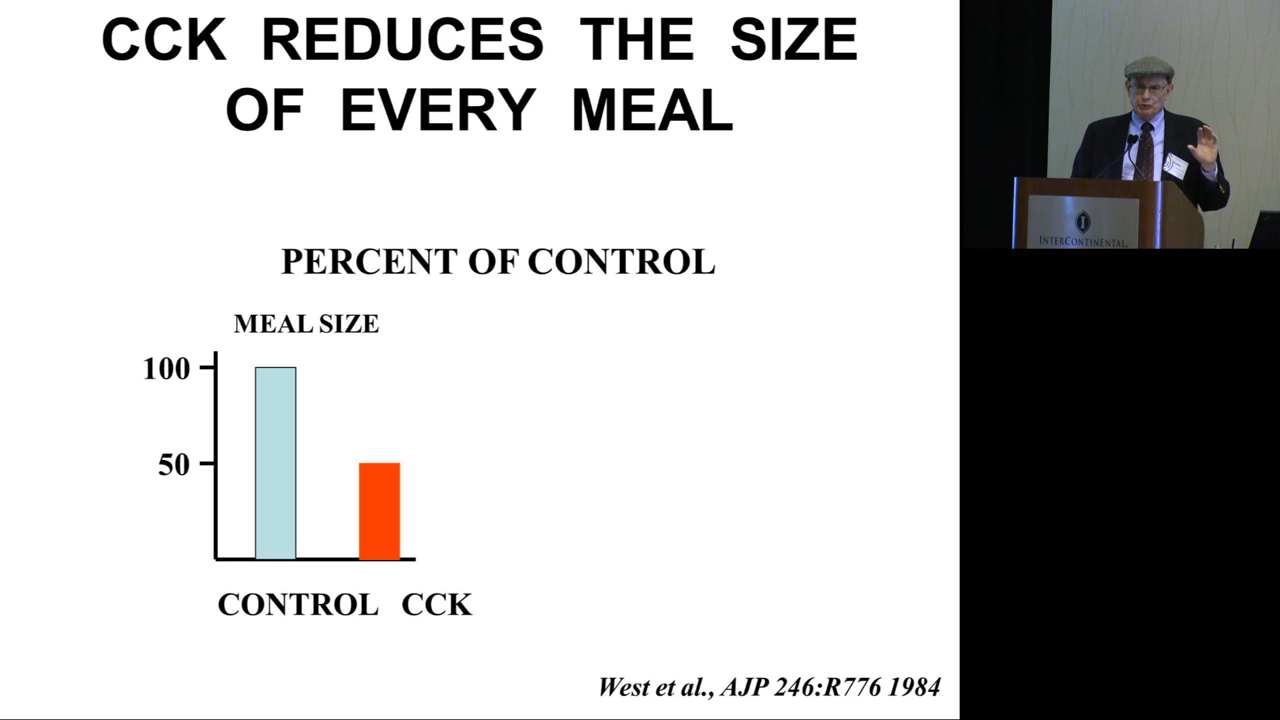 CCK REDUCES THE SIZE
OF EVERY MEAL
PERCENT OF CONTROL
MEAL SIZE
100
50
CONTROL CCK
West et al., AJP 246:R776 1984
I
INTERCONTINENTAL